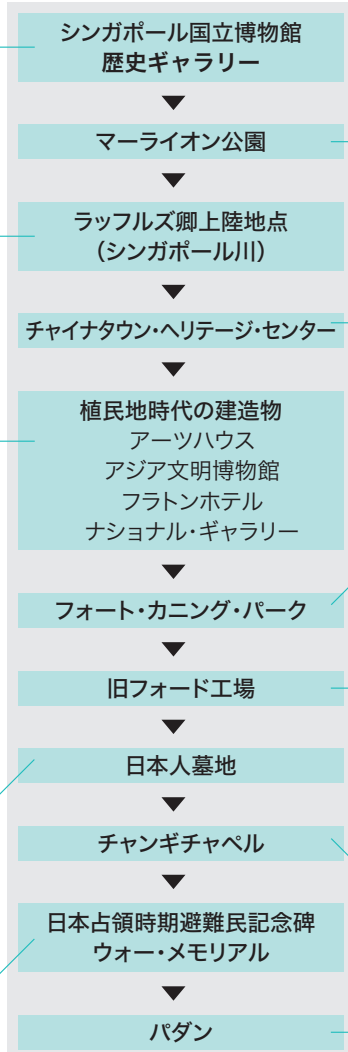 シンガポール国立博物館
歴史ギャラリー
マーライオン公園
ラッフルズ卿上陸地点
（シンガポール川）
チャイナタウン・ヘリテージ・センター
植民地時代の建造物
アーツハウス
アジア文明博物館
フラトンホテル
ナショナル・ギャラリー
フォート・カニング・パーク
旧フォード工場
日本人墓地
チャンギチャペル
日本占領時期避難民記念碑
ウォー・メモリアル
パダン